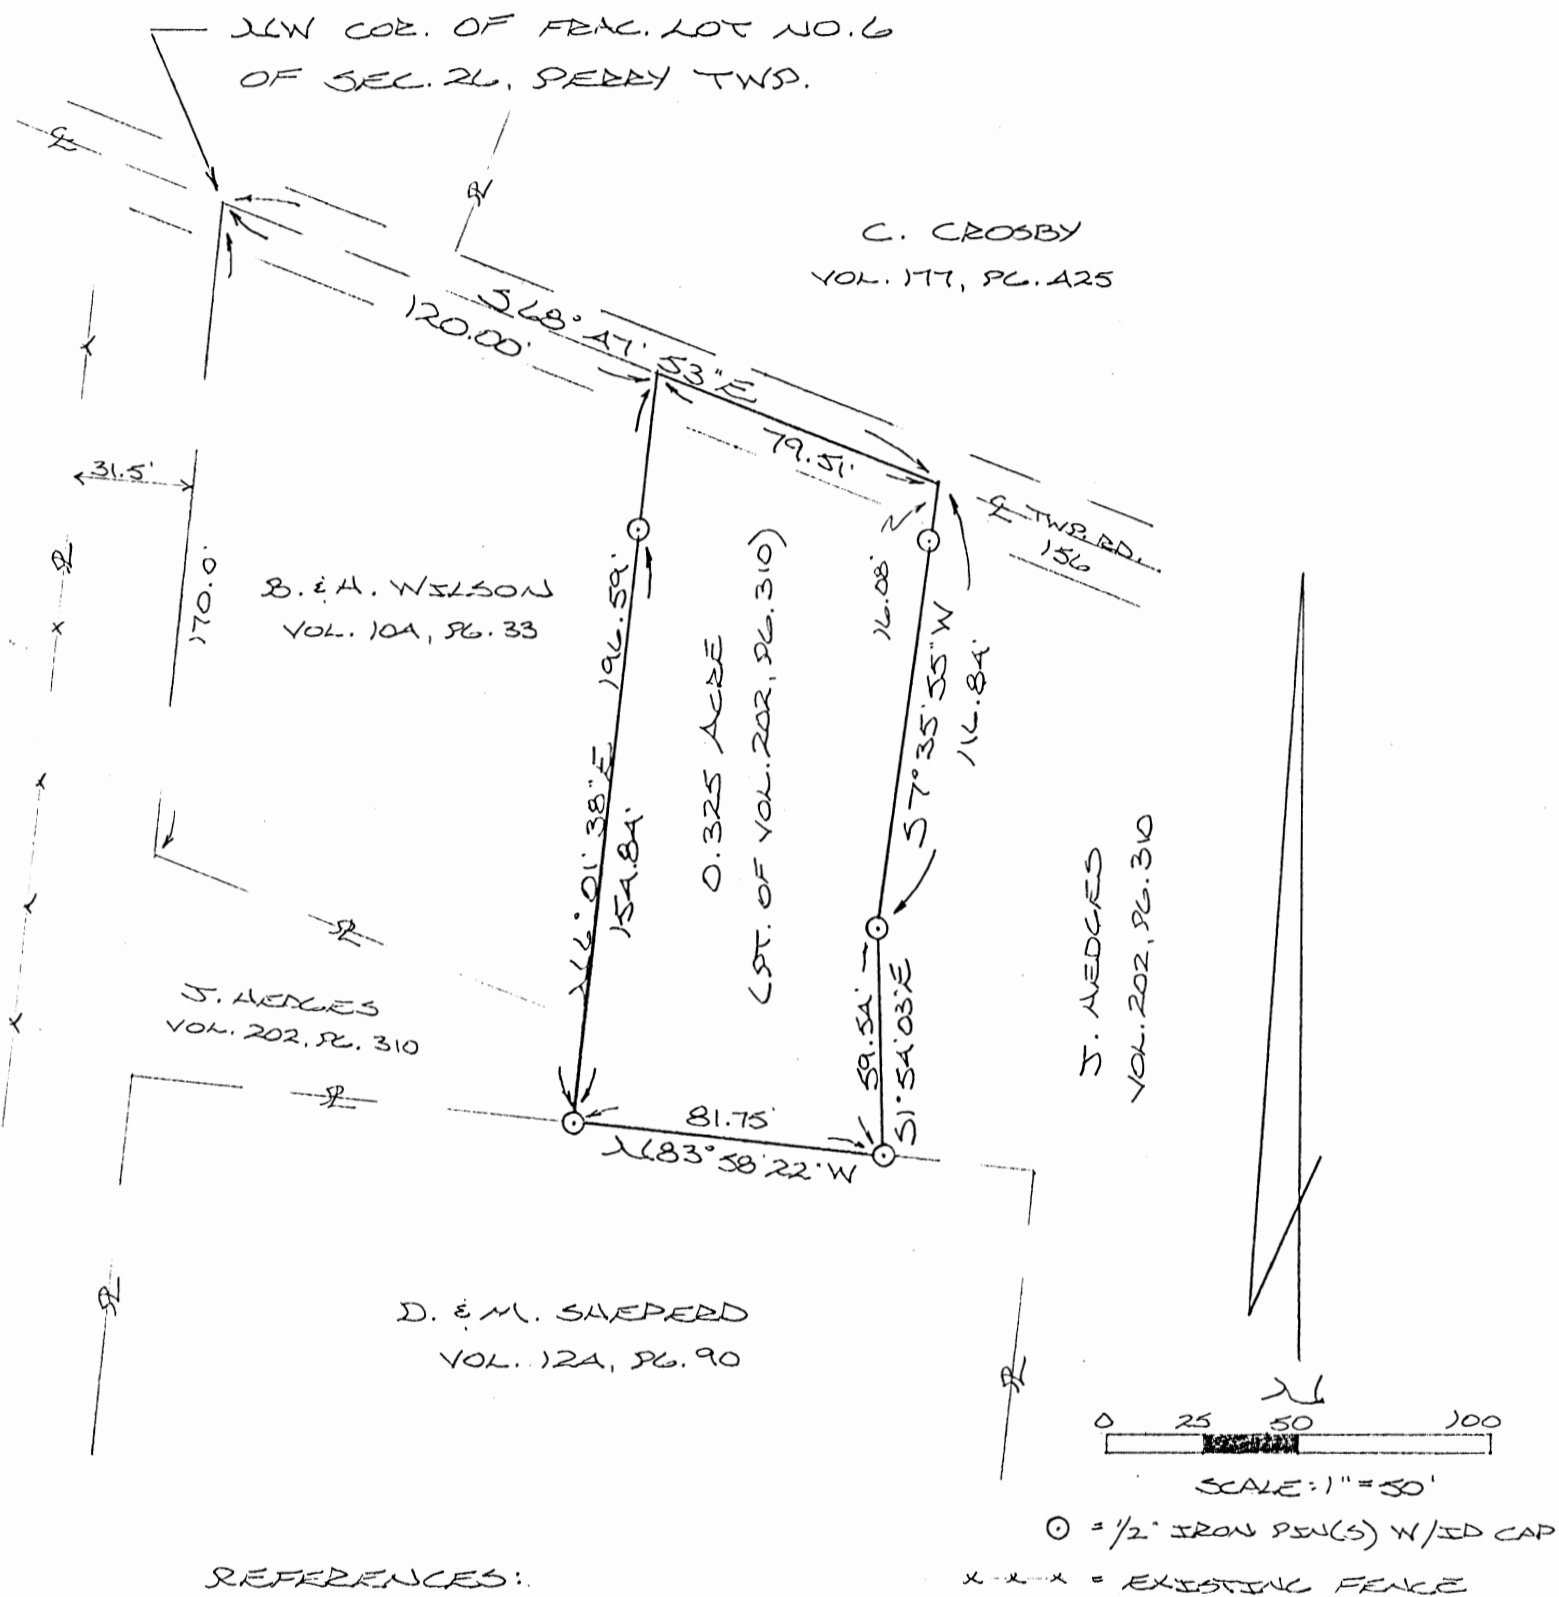 NW COR. OF FRAC. LOT NO. 6
OF SEC. 26, PERRY TWP.
C. CROSBY
VOL. 177, PG. 425
S 68° 47' 53" E
120.00'
79.51'
TWP. RD.
156
31.5'
170.0'
B. & H. WILSON
VOL. 104, PG. 33
N 6° 01' 38" E 196.59'
154.84'
0.325 ACRE
(PT. OF VOL. 202, PG. 310)
16.08'
S 7° 35' 55" W
116.84'
59.54'
S 1° 54' 03" E
J. HEDGES
VOL. 202, PG. 310
J. HEDGES
VOL. 202, PG. 310
81.75'
N 83° 58' 22" W
D. & M. SHEPERD
VOL. 124, PG. 90
N
0 25 50 100
SCALE: 1" = 50'
= 1/2" IRON PIN(S) W/ID CAP
x-x-x = EXISTING FENCE
REFERENCES: